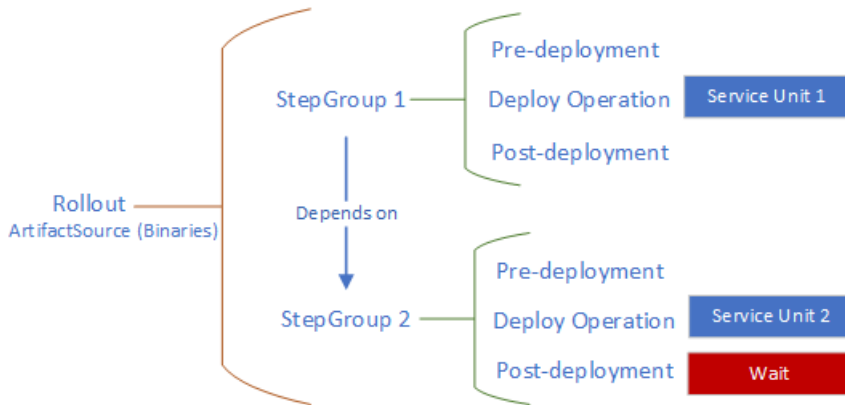 Pre-deployment
StepGroup 1
Deploy Operation
Service Unit 1
Post-deployment
Rollout
ArtifactSource (Binaries)
Depends on
Pre-deployment
StepGroup 2
Deploy Operation
Service Unit 2
Post-deployment
Wait